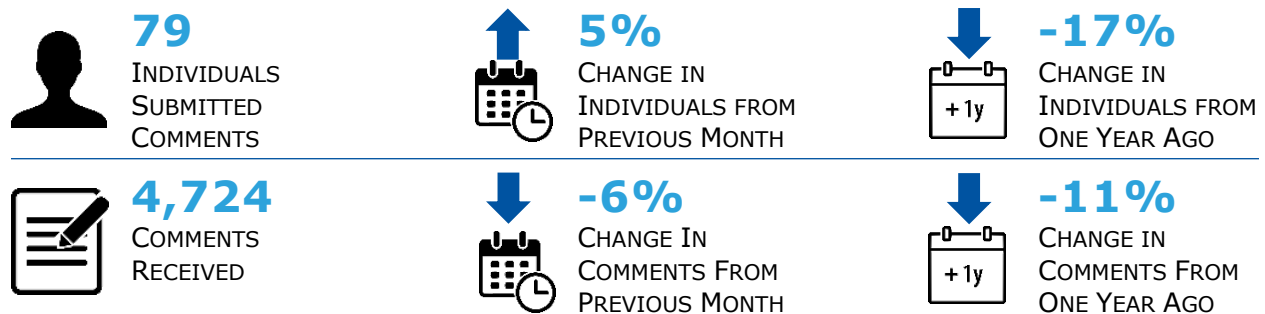 79
INDIVIDUALS
SUBMITTED
COMMENTS
5%
CHANGE IN
INDIVIDUALS FROM
PREVIOUS MONTH
+ 1y
-17%
CHANGE IN
INDIVIDUALS FROM
ONE YEAR AGO
4,724
COMMENTS
RECEIVED
-6%
CHANGE IN
COMMENTS FROM
PREVIOUS MONTH
+ 1y
-11%
CHANGE IN
COMMENTS FROM
ONE YEAR AGO